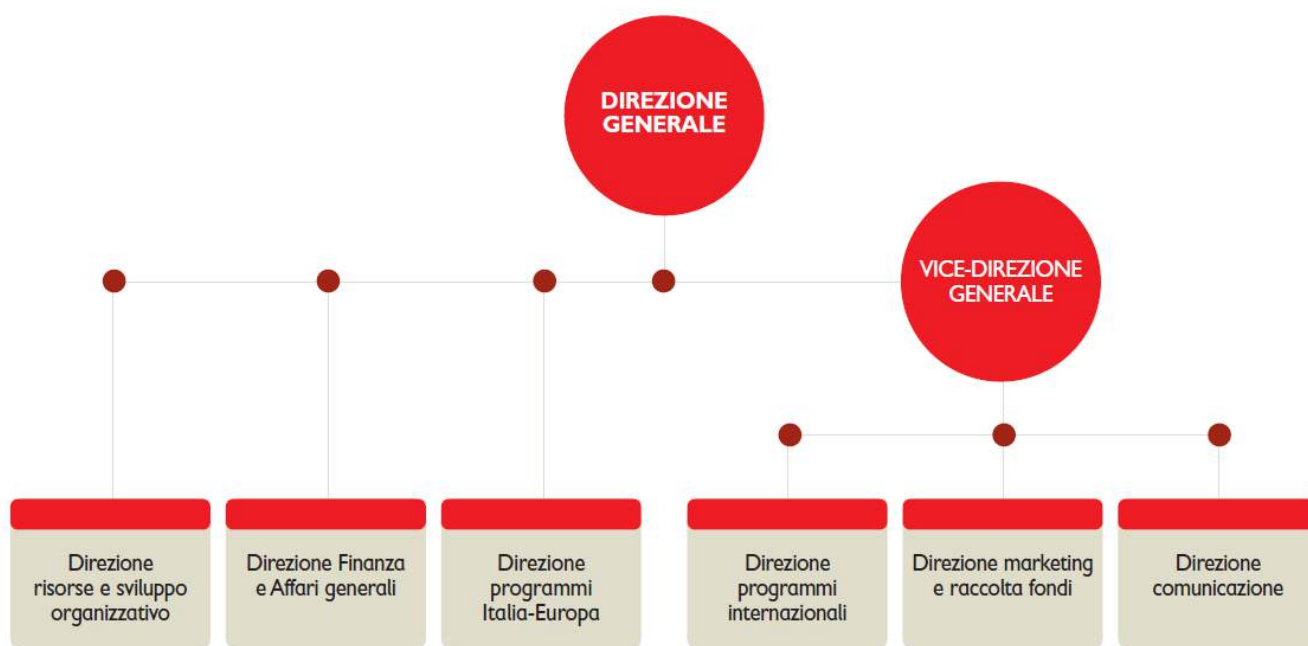 DIREZIONE
GENERALE
VICE-DIREZIONE
GENERALE
Direzione
risorse e sviluppo
organizzativo
Direzione Finanza
e Affari generali
Direzione
programmi
Italia-Europa
Direzione
programmi
internazionali
Direzione marketing
e raccolta fondi
Direzione
comunicazione